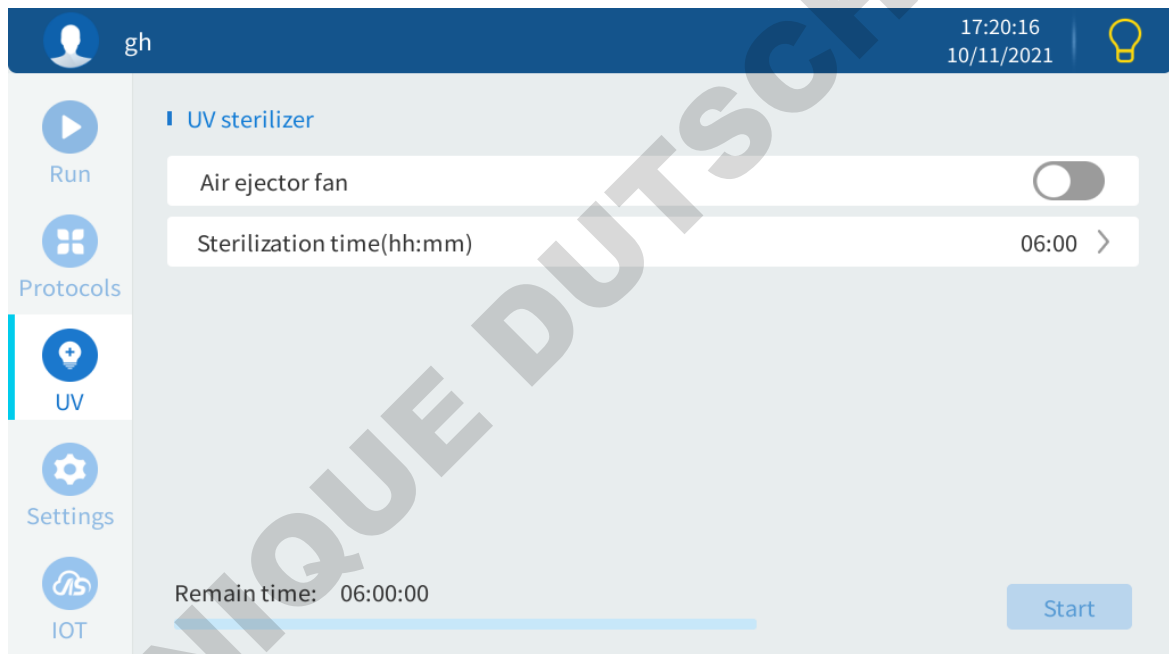 gh
17:20:16
10/11/2021
Run
Protocols
UV
Settings
IOT
UV sterilizer
Air ejector fan
Sterilization time(hh:mm) 06:00 >
Remain time: 06:00:00
Start
NIQUE DUTSCH